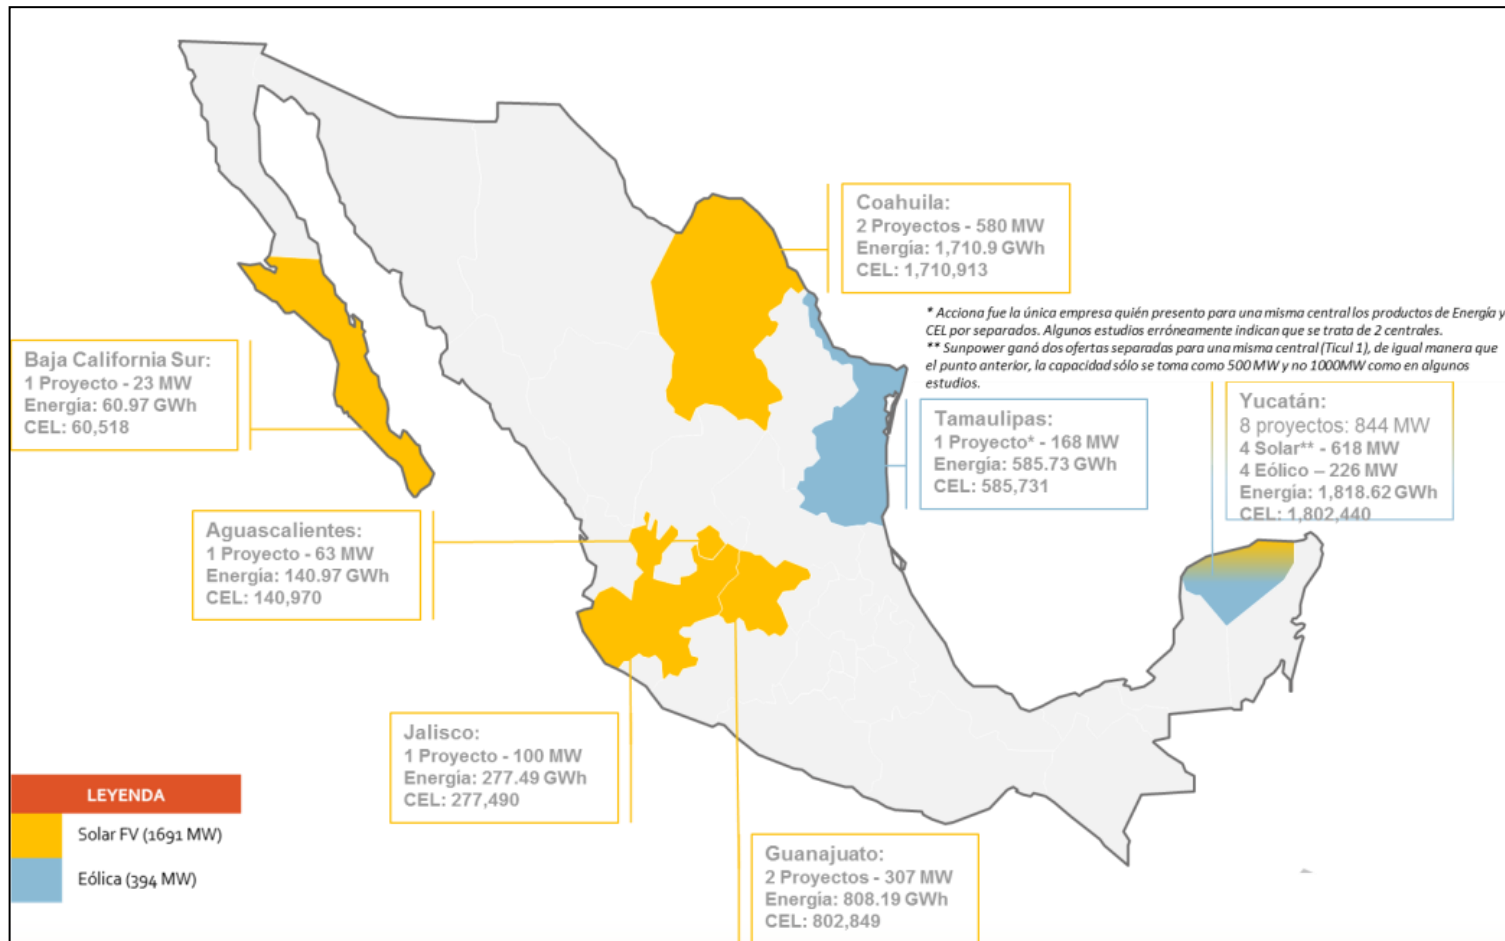 Coahuila:
2 Proyectos - 580 MW
Energía: 1,710.9 GWh
CEL: 1,710,913
* Acciona fue la única empresa quién presento para una misma central los productos de Energía y
CEL por separados. Algunos estudios erróneamente indican que se trata de 2 centrales.
** Sunpower ganó dos ofertas separadas para una misma central (Ticul 1), de igual manera que
el punto anterior, la capacidad sólo se toma como 500 MW y no 1000MW como en algunos
estudios.
Baja California Sur:
1 Proyecto - 23 MW
Energía: 60.97 GWh
CEL: 60,518
Tamaulipas:
1 Proyecto* - 168 MW
Energía: 585.73 GWh
CEL: 585,731
Yucatán:
8 proyectos: 844 MW
4 Solar** - 618 MW
4 Eólico – 226 MW
Energía: 1,818.62 GWh
CEL: 1,802,440
Aguascalientes:
1 Proyecto - 63 MW
Energía: 140.97 GWh
CEL: 140,970
Jalisco:
1 Proyecto - 100 MW
Energía: 277.49 GWh
CEL: 277,490
Guanajuato:
2 Proyectos - 307 MW
Energía: 808.19 GWh
CEL: 802,849
LEYENDA
Solar FV (1691 MW)
Eólica (394 MW)